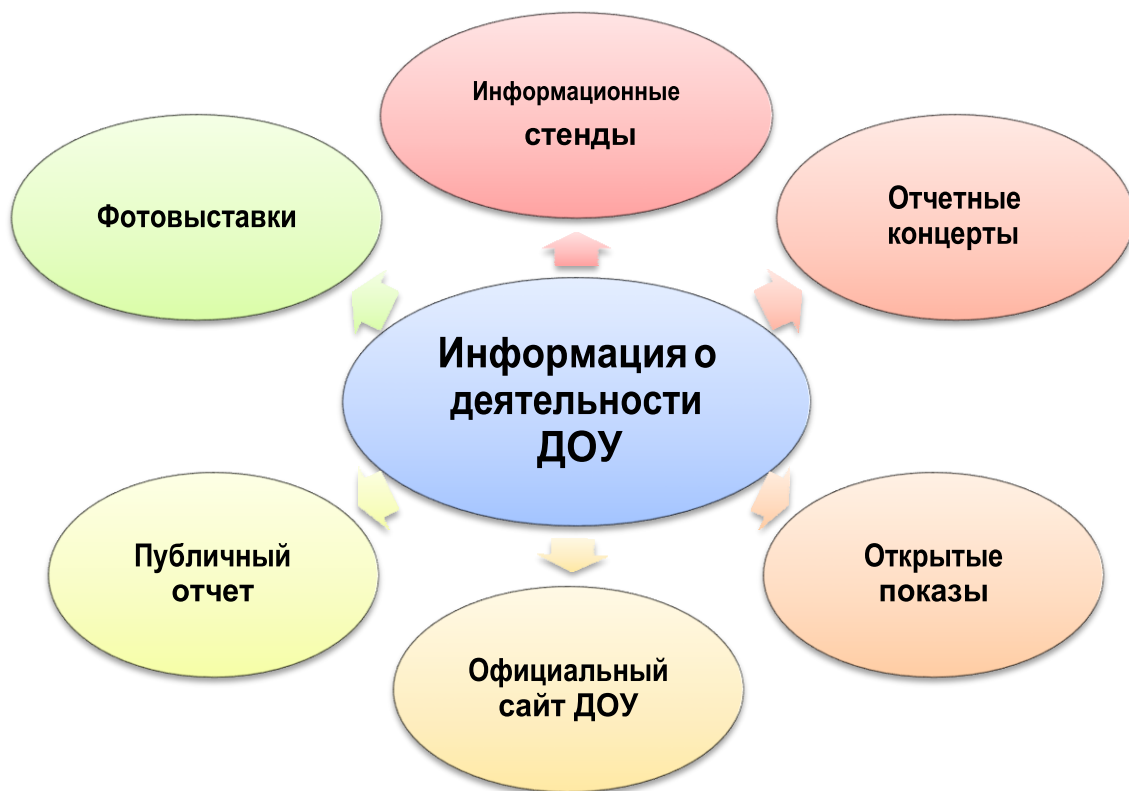 Информационные
стенды
Фотовыставки
Отчетные
концерты
Информация о
деятельности
ДОУ
Публичный
отчет
Открытые
показы
Официальный
сайт ДОУ